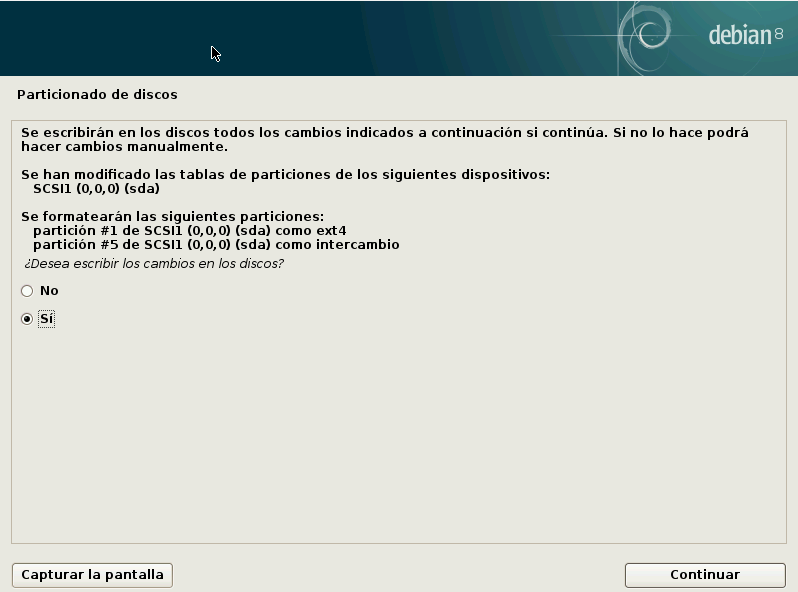 debian 8
Particionado de discos
Se escribirán en los discos todos los cambios indicados a continuación si continúa. Si no lo hace podrá
hacer cambios manualmente.
Se han modificado las tablas de particiones de los siguientes dispositivos:
SCSI1 (0,0,0) (sda)
Se formatearán las siguientes particiones:
partición #1 de SCSI1 (0,0,0) (sda) como ext4
partición #5 de SCSI1 (0,0,0) (sda) como intercambio
¿Desea escribir los cambios en los discos?
No
Sí
Capturar la pantalla
Continuar